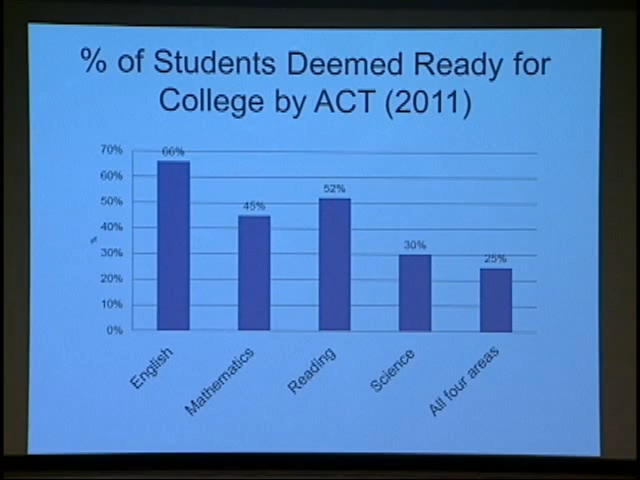 % of Students Deemed Ready for
College by ACT (2011)
70%
60%
50%
40%
30%
20%
10%
0%
%
66%
45%
52%
30%
25%
English
Mathematics
Reading
Science
All four areas